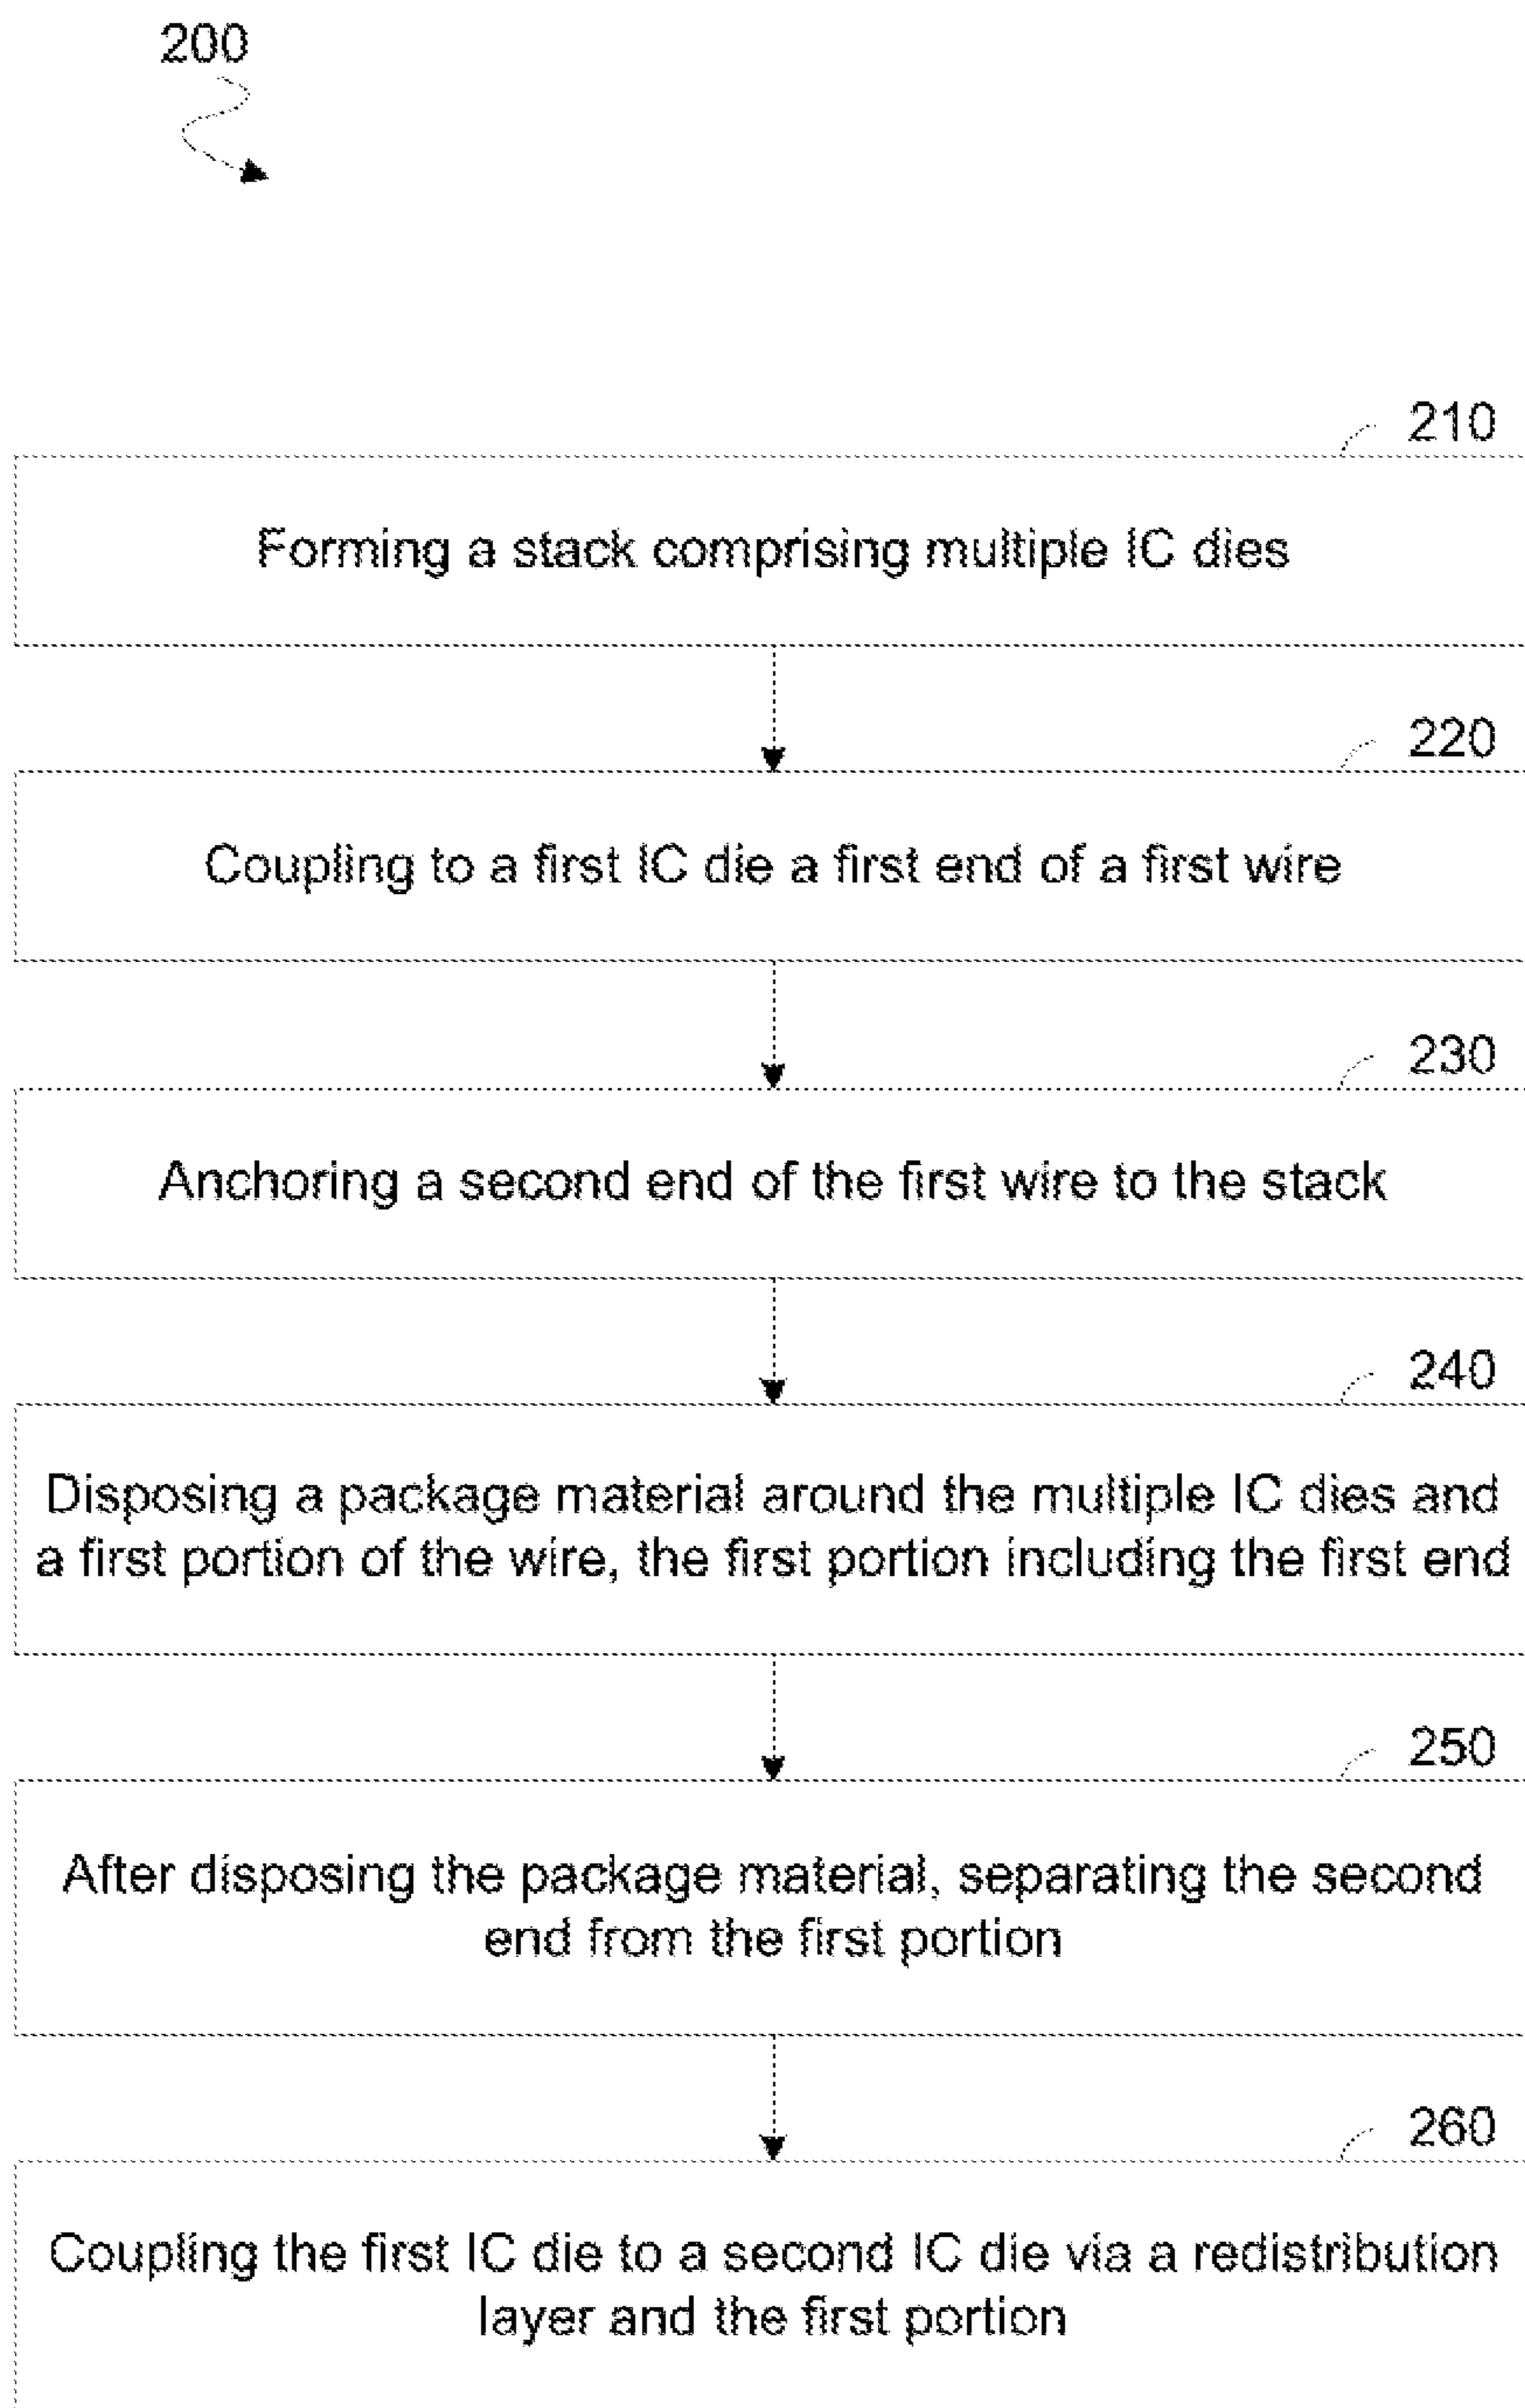 200
210
Forming a stack comprising multiple IC dies
220
Coupling to a first IC die a first end of a first wire
230
Anchoring a second end of the first wire to the stack
240
Disposing a package material around the multiple IC dies and
a first portion of the wire, the first portion including the first end
250
After disposing the package material, separating the second
end from the first portion
260
Coupling the first IC die to a second IC die via a redistribution
layer and the first portion